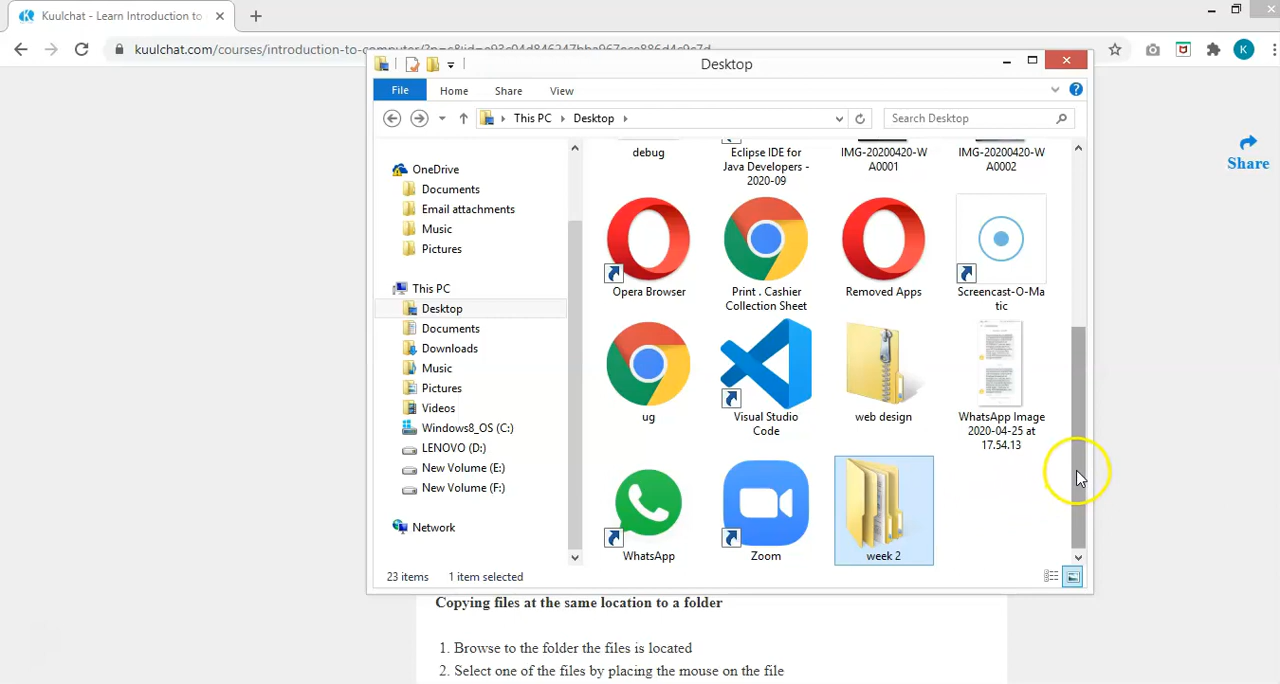 Kuulchat - Learn Introduction to
kuulchat.com/courses/introduction-to-computer/?p=c&id=e93c04d846247bba967ece886d4c9c7d
K
Desktop
File Home Share View
This PC Desktop
Search Desktop
Share
OneDrive
Documents
Email attachments
Music
Pictures
This PC
Desktop
Documents
Downloads
Music
Pictures
Videos
Windows8_OS (C:)
LENOVO (D:)
New Volume (E:)
New Volume (F:)
Network
debug
Eclipse IDE for
Java Developers -
2020-09
IMG-20200420-W
A0001
IMG-20200420-W
A0002
Opera Browser
Print . Cashier
Collection Sheet
Removed Apps
Screencast-O-Ma
tic
ug
Visual Studio
Code
web design
WhatsApp Image
2020-04-25 at
17.54.13
WhatsApp
Zoom
week 2
23 items 1 item selected
Copying files at the same location to a folder
1. Browse to the folder the files is located
2. Select one of the files by placing the mouse on the file